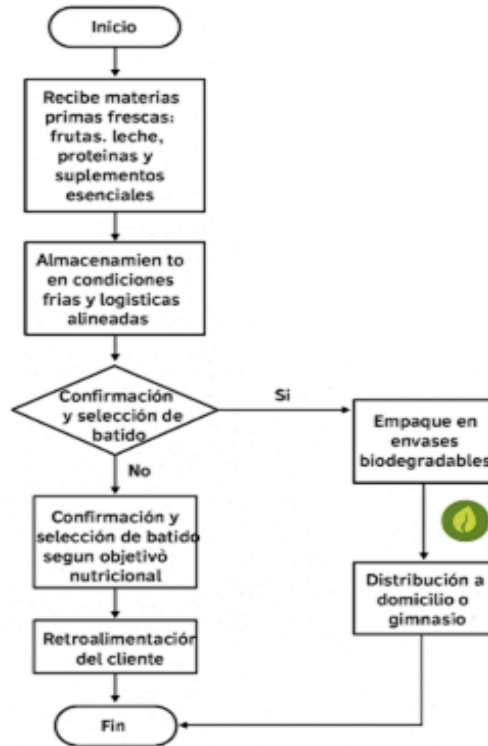 Inicio
Recibe materias
primas frescas:
frutas. leche,
proteinas y
suplementos
esenciales
Almacenamien to
en condiciones
frias y logisticas
alineadas
Confirmación
y selección de
batido
Si
No
Empaque en
envases
biodegradables
Confirmación y
selección de batido
segun objetivò
nutricional
Distribución a
domicilio o
gimnasio
Retroalimentación
del cliente
Fin